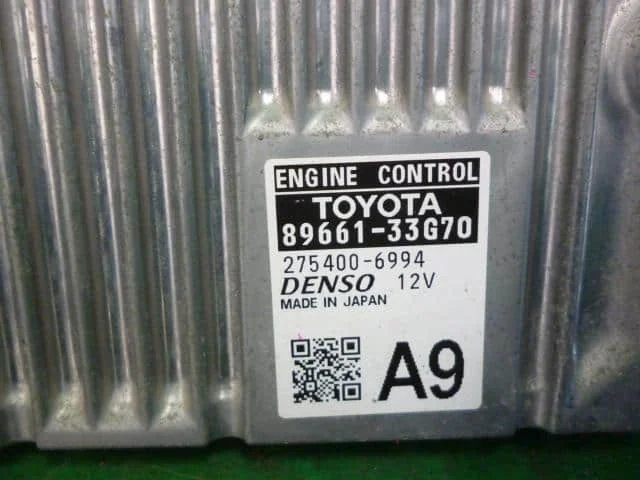 ENGINE CONTROL
TOYOTA
89661-33G70
275400-6994
DENSO 12V
MADE IN JAPAN
A9